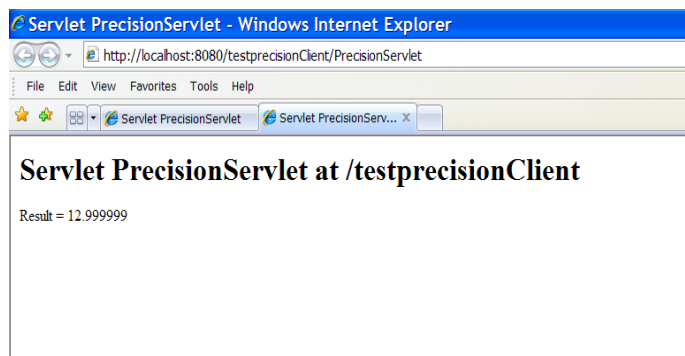 Servlet PrecisionServlet - Windows Internet Explorer
http://localhost:8080/testprecisionClient/PrecisionServlet
File Edit View Favorites Tools Help
Servlet PrecisionServlet Servlet PrecisionServ... X
Servlet PrecisionServlet at /testprecisionClient
Result = 12.999999